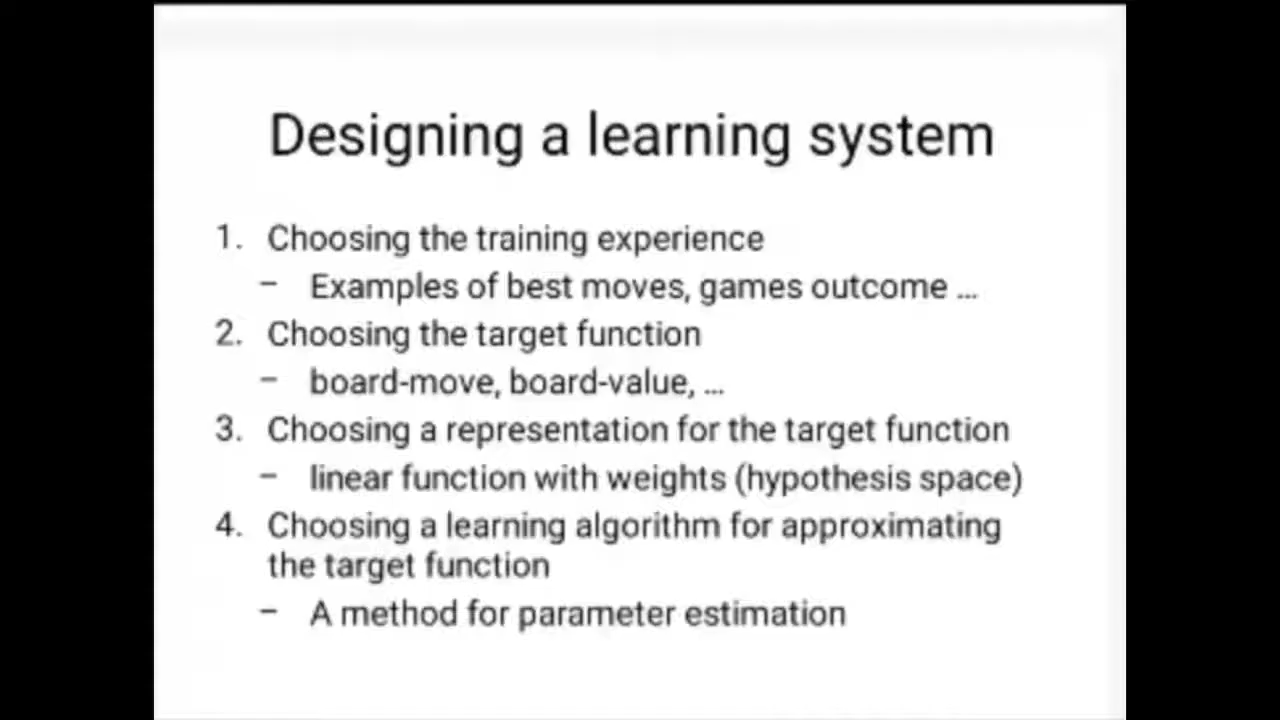 Designing a learning system
1. Choosing the training experience
– Examples of best moves, games outcome ...
2. Choosing the target function
– board-move, board-value, ...
3. Choosing a representation for the target function
– linear function with weights (hypothesis space)
4. Choosing a learning algorithm for approximating
the target function
– A method for parameter estimation